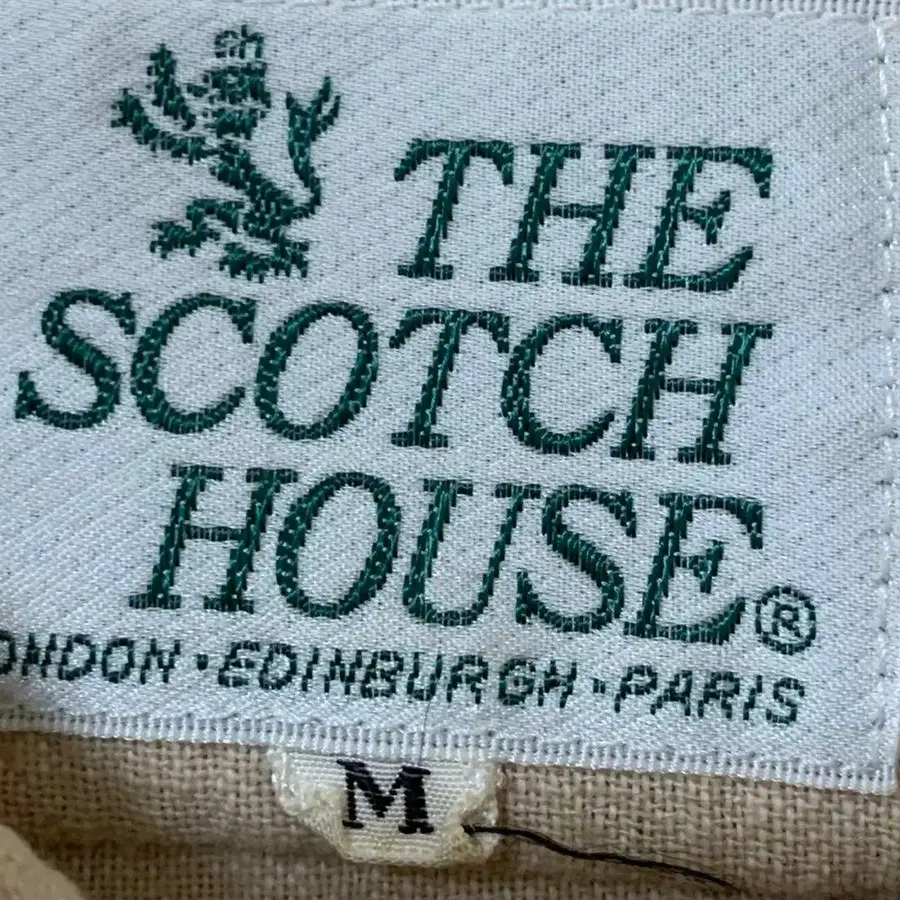 THE
SCOTCH
HOUSE®
ONDON·EDINBURGH·PARIS
M